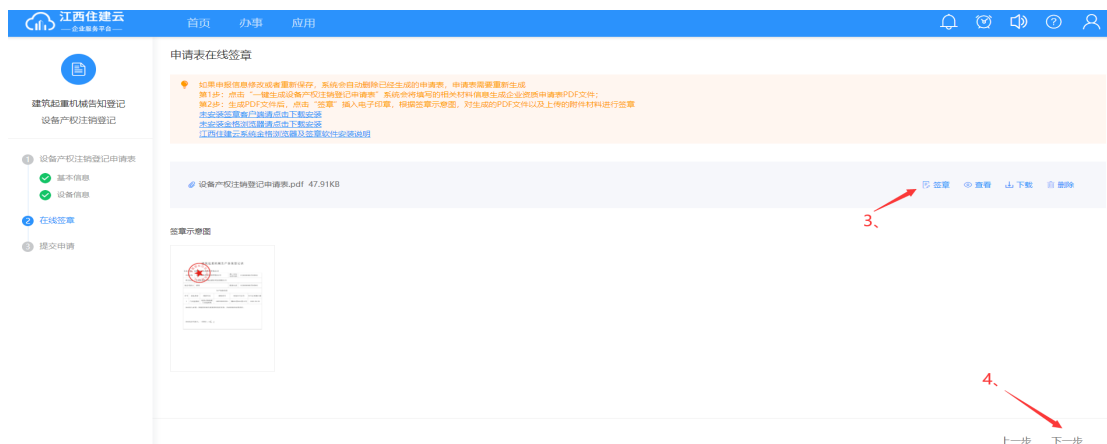 江西住建云
企业服务平台
首页 办事 应用
建筑起重机械告知登记
设备产权注销登记
1 设备产权注销登记申请表
基本信息
设备信息
2 在线签章
3 提交申请
申请表在线签章
如果申报信息修改或者重新保存，系统会自动删除已经生成的申请表，申请表需要重新生成
第1步：点击“一键生成设备产权注销登记申请表”系统会将填写的相关材料信息生成企业资质申请表PDF文件；
第2步：生成PDF文件后，点击“签章”插入电子印章，根据签章示意图，对生成的PDF文件以及上传的附件材料进行签章
未安装签章客户端请点击下载安装
未安装金格浏览器请点击下载安装
江西住建云系统金格浏览器及签章软件安装说明
设备产权注销登记申请表.pdf 47.91KB
签章 查看 下载 删除
3、
签章示意图
4、
上一步 下一步